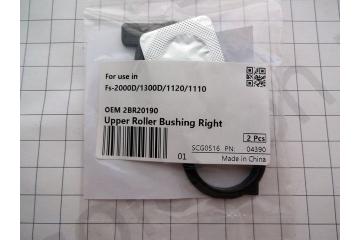 For use in
Fs-2000D/1300D/1120/1110
OEM 2BR20190
Upper Roller Bushing Right
2 Pcs
SCG0516 PN: 04390
01 Made in China